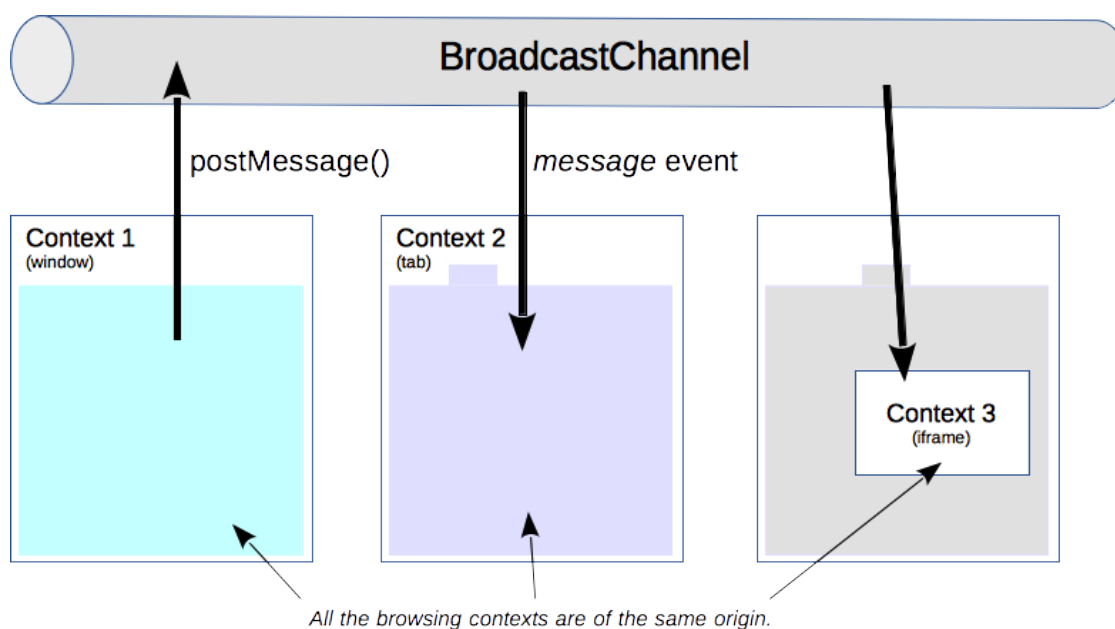 BroadcastChannel
postMessage()
message event
Context 1
(window)
Context 2
(tab)
Context 3
(iframe)
All the browsing contexts are of the same origin.